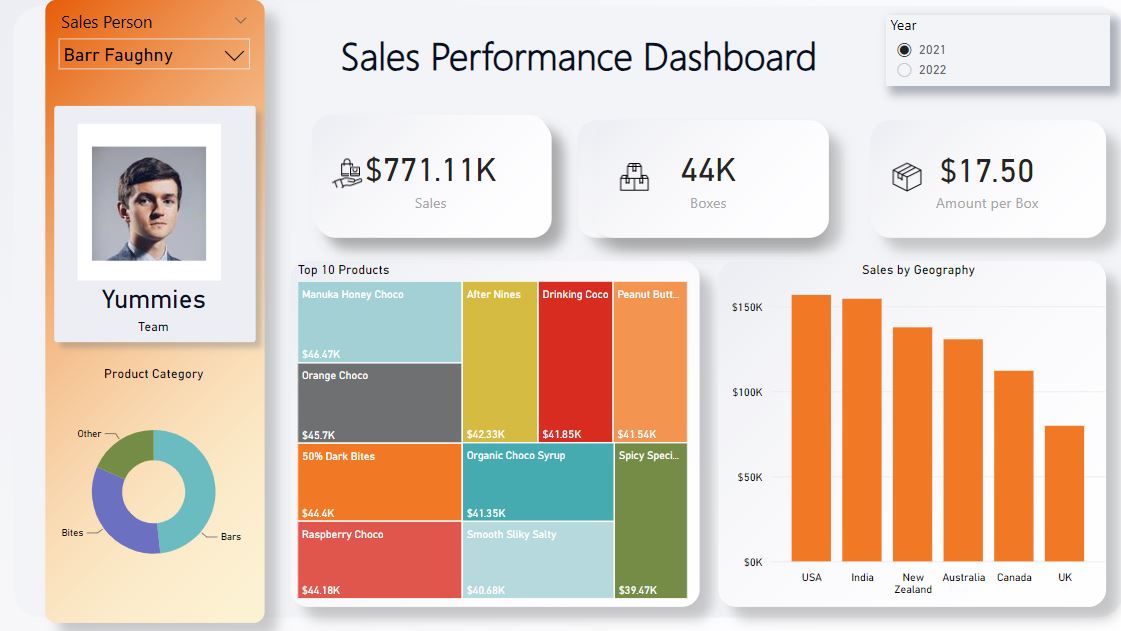 Sales Person
Barr Faughny
Sales Performance Dashboard
Year
2021
2022
Yummies
Team
$771.11K
Sales
44K
Boxes
$17.50
Amount per Box
Product Category
Other
Bites
Bars
Top 10 Products
Manuka Honey Choco
$46.47K
Orange Choco
$45.7K
50% Dark Bites
$44.4K
Raspberry Choco
$44.18K
After Nines
$42.33K
Drinking Coco
$41.85K
Peanut Butt...
$41.54K
Organic Choco Syrup
$41.35K
Smooth Sliky Salty
$40.68K
Spicy Speci...
$39.47K
Sales by Geography
$150K
$100K
$50K
$0K
USA
India
New
Zealand
Australia
Canada
UK